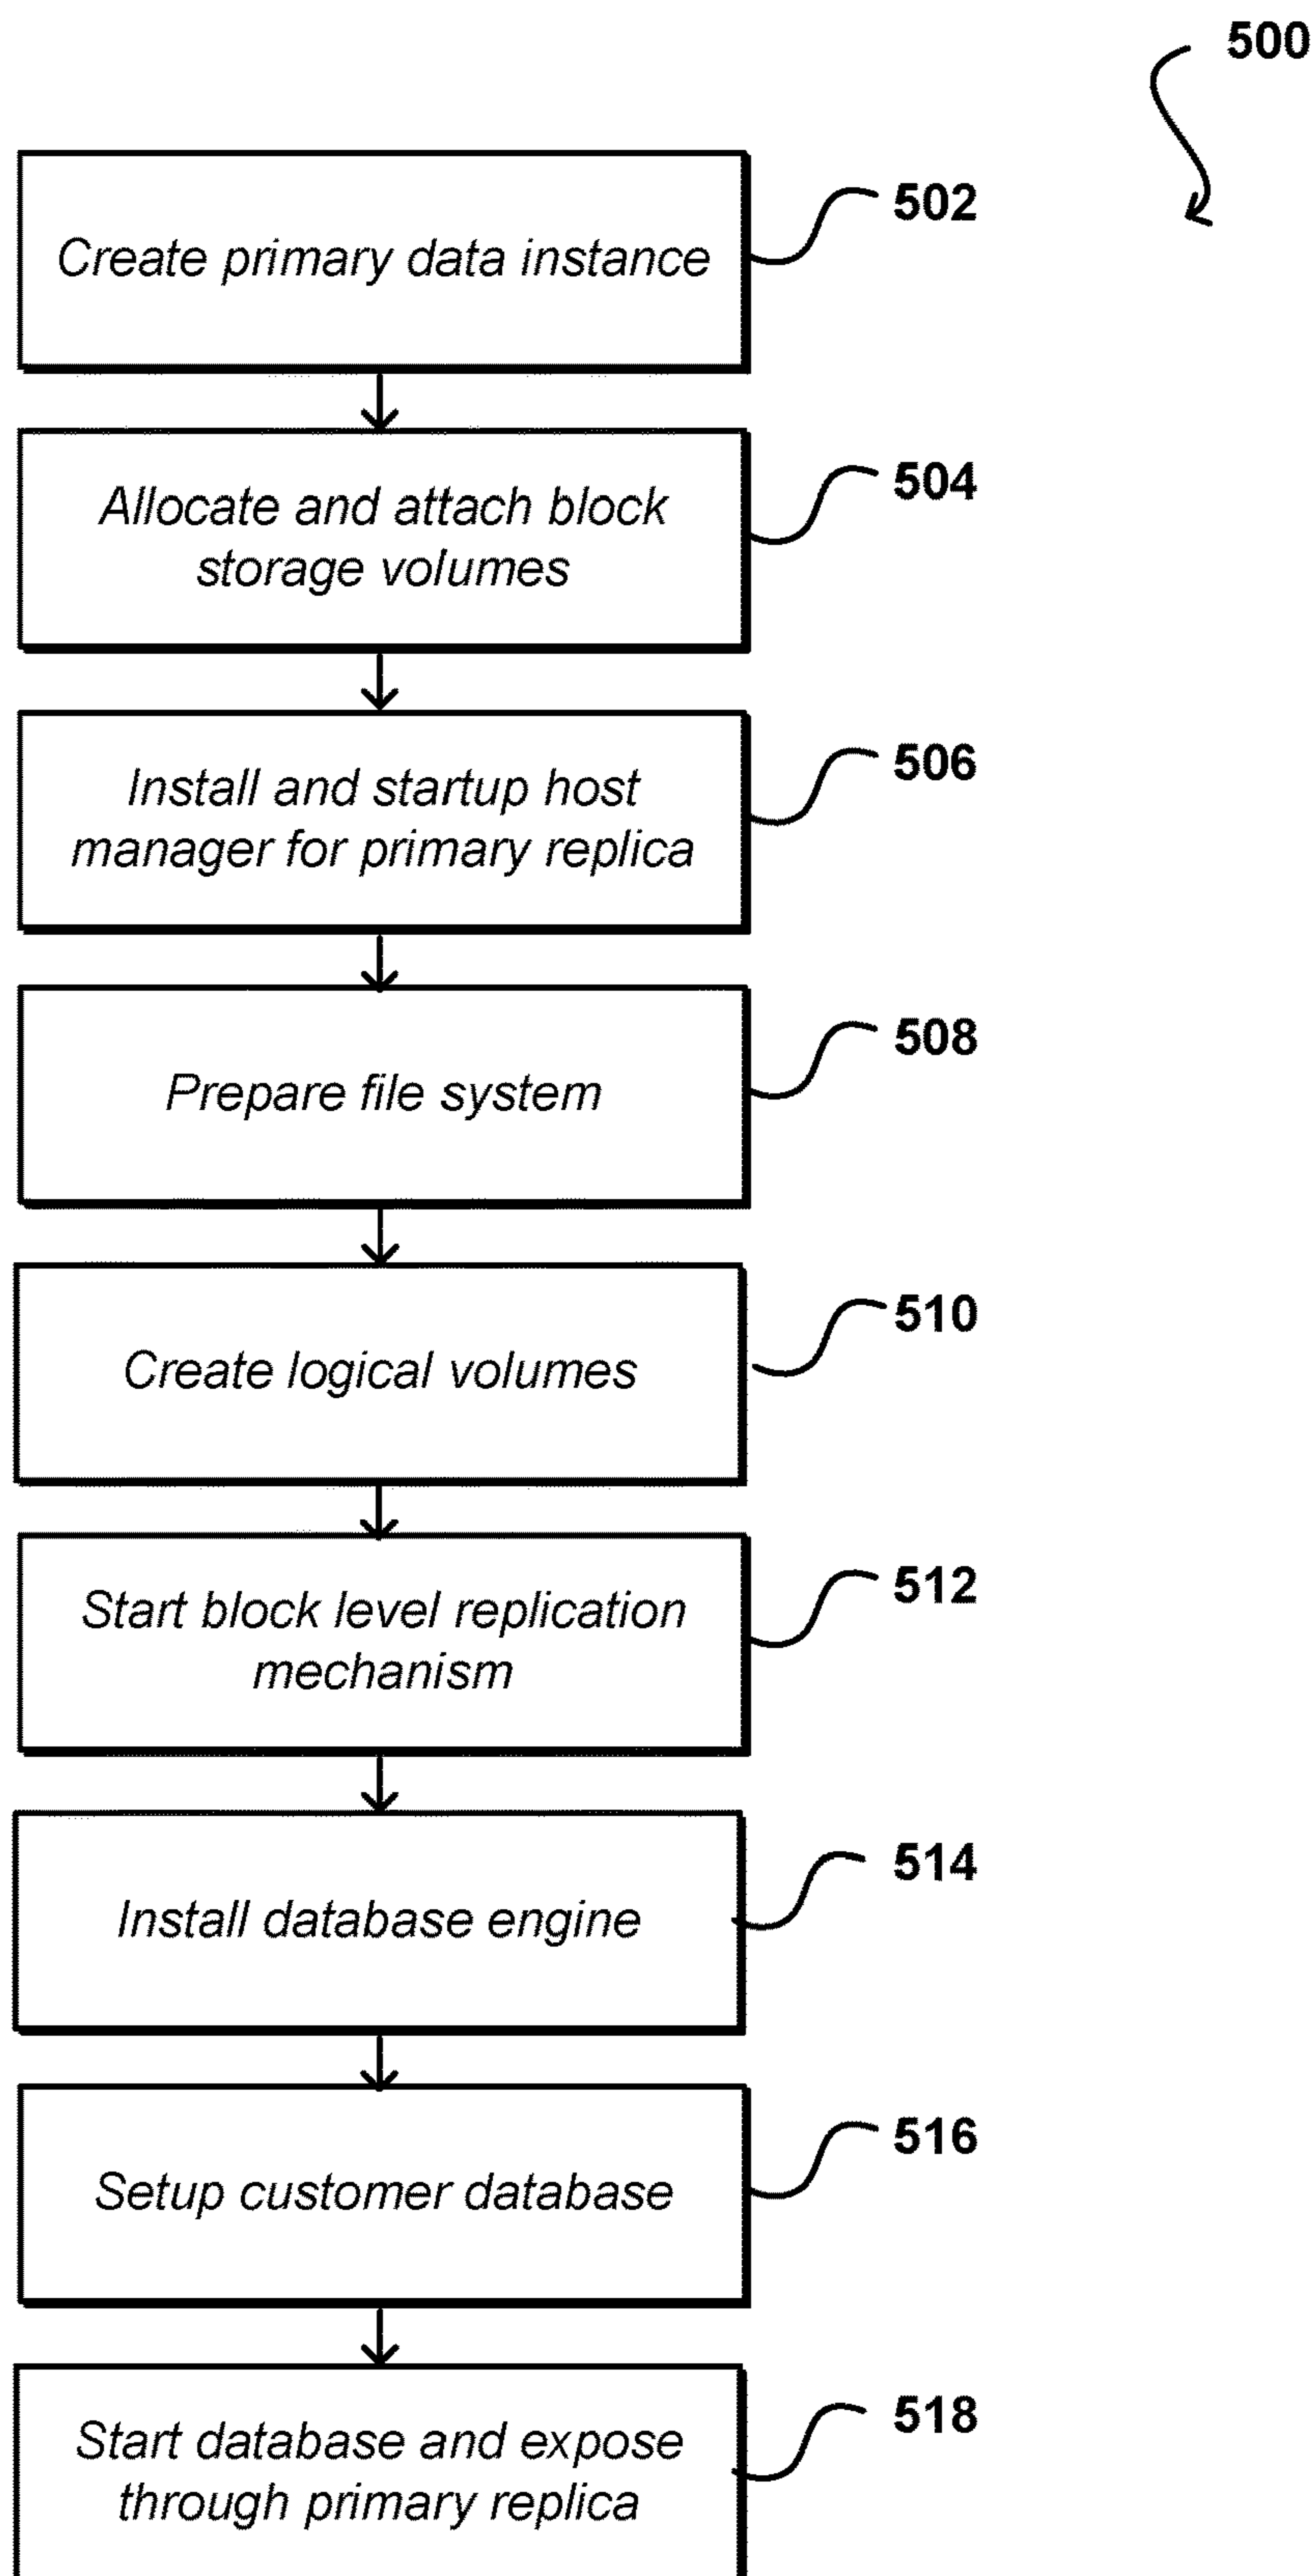 500
Create primary data instance
502
Allocate and attach block
storage volumes
504
Install and startup host
manager for primary replica
506
Prepare file system
508
Create logical volumes
510
Start block level replication
mechanism
512
Install database engine
514
Setup customer database
516
Start database and expose
through primary replica
518